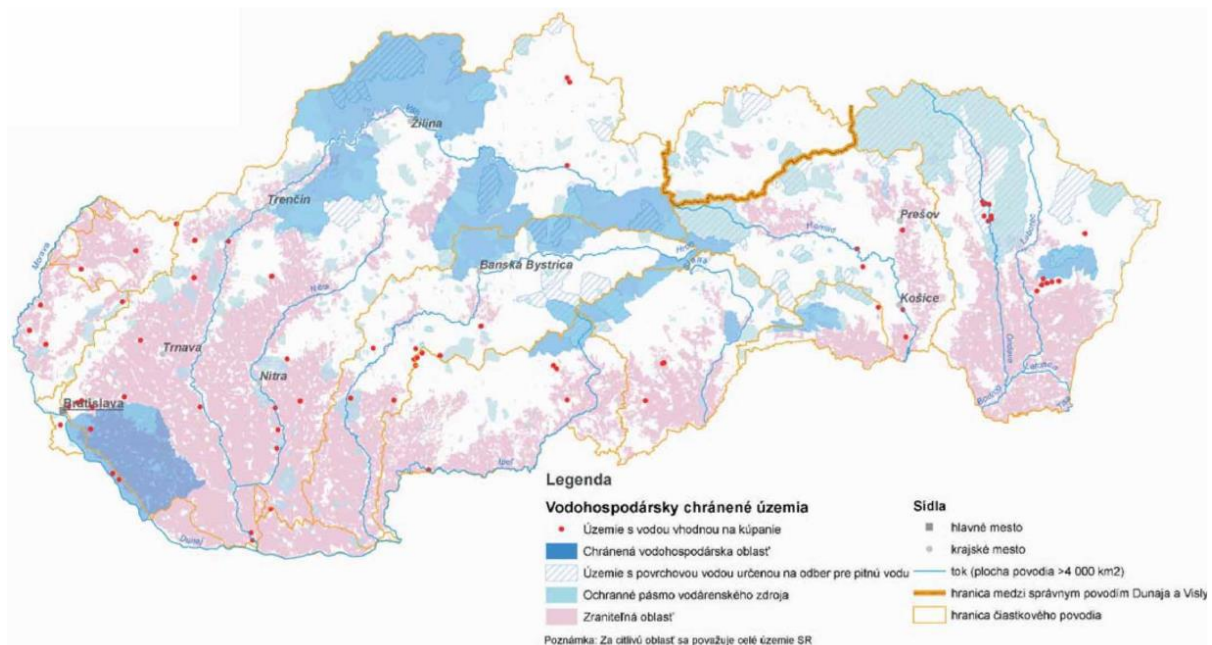 Žilina
Váh
Trenčín
Morava
Prešov
Hornád
Laborec
Hron
Banská Bystrica
Nitra
Košice
Trnava
Nitra
Ondava
Latorica
Bodrog
Tisa
Bratislava
Ipeľ
Dunaj
Legenda
Vodohospodársky chránené územia
Územie s vodou vhodnou na kúpanie
Chránená vodohospodárska oblasť
Územie s povrchovou vodou určenou na odber pre pitnú vodu
Ochranné pásmo vodárenského zdroja
Zraniteľná oblasť
Poznámka: Za citlivú oblasť sa považuje celé územie SR
Sídla
hlavné mesto
krajské mesto
tok (plocha povodia >4 000 km2)
hranica medzi správnym povodím Dunaja a Visly
hranica čiastkového povodia